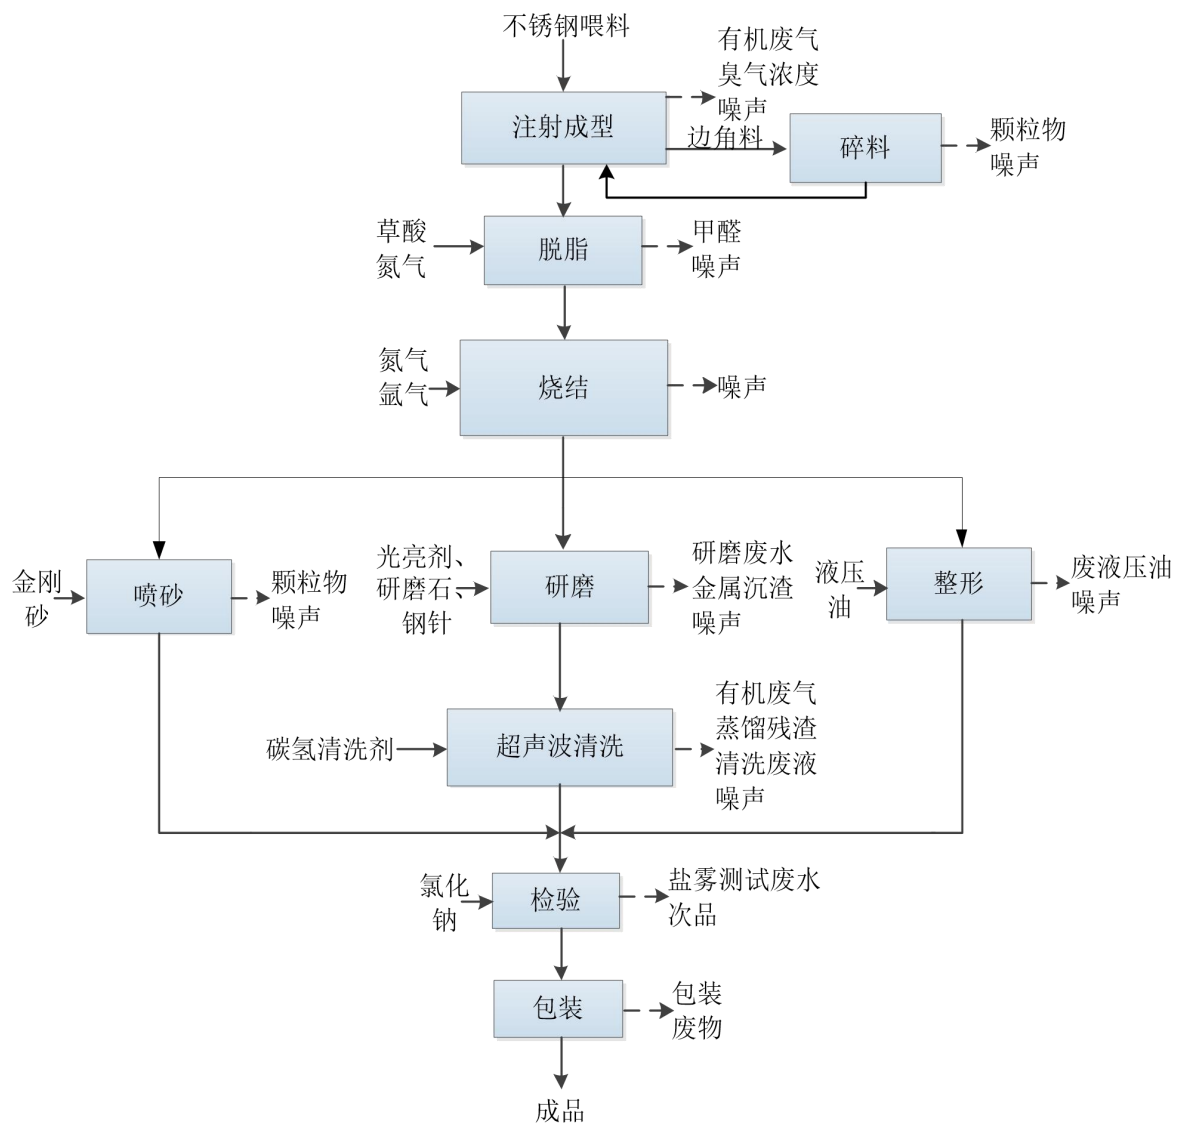 不锈钢喂料
有机废气
臭气浓度
噪声
注射成型
边角料
碎料
颗粒物
噪声
草酸
氮气
脱脂
甲醛
噪声
氮气
氩气
烧结
噪声
金刚
砂
喷砂
颗粒物
噪声
光亮剂、
研磨石、
钢针
研磨
研磨废水
金属沉渣
噪声
液压
油
整形
废液压油
噪声
碳氢清洗剂
超声波清洗
有机废气
蒸馏残渣
清洗废液
噪声
氯化
钠
检验
盐雾测试废水
次品
包装
包装
废物
成品